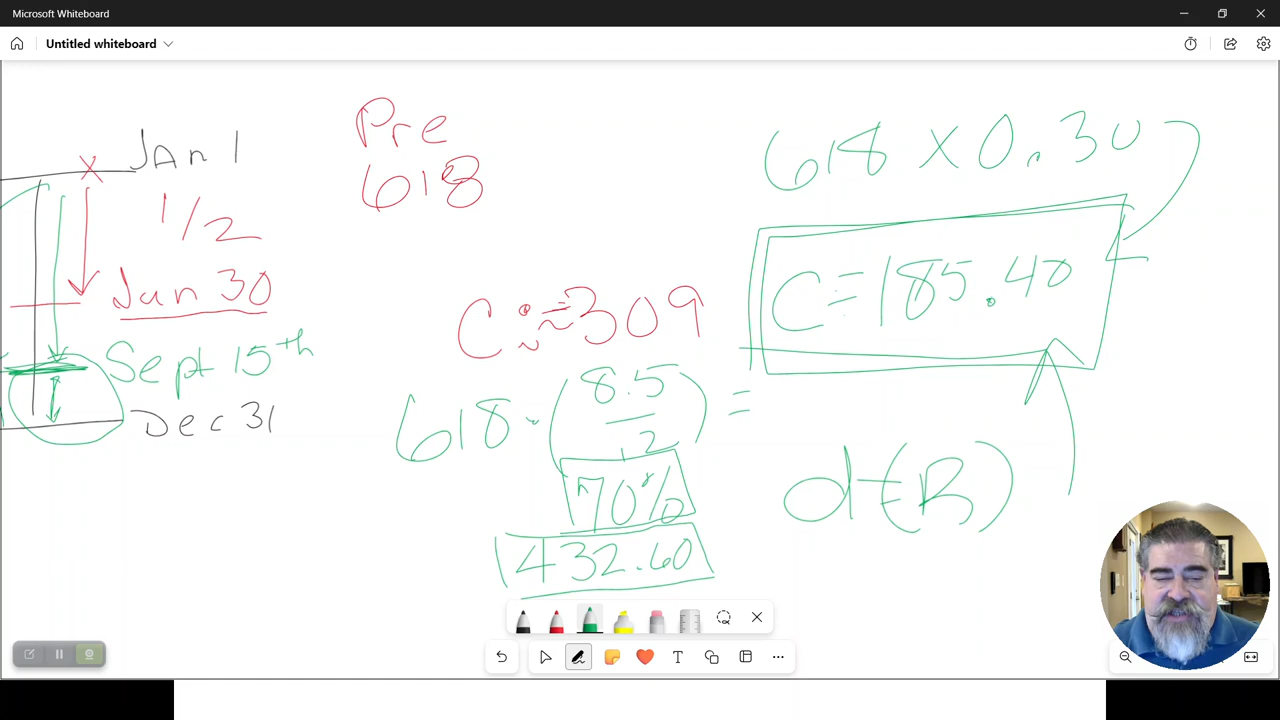 Microsoft Whiteboard
Untitled whiteboard
Jan 1
1/2
Jan 30
Sept 15th
Dec 31
Pre
618
C := 309
618 · (8.5
12) =
70%
432.60
618 x 0.30
C = 185.40